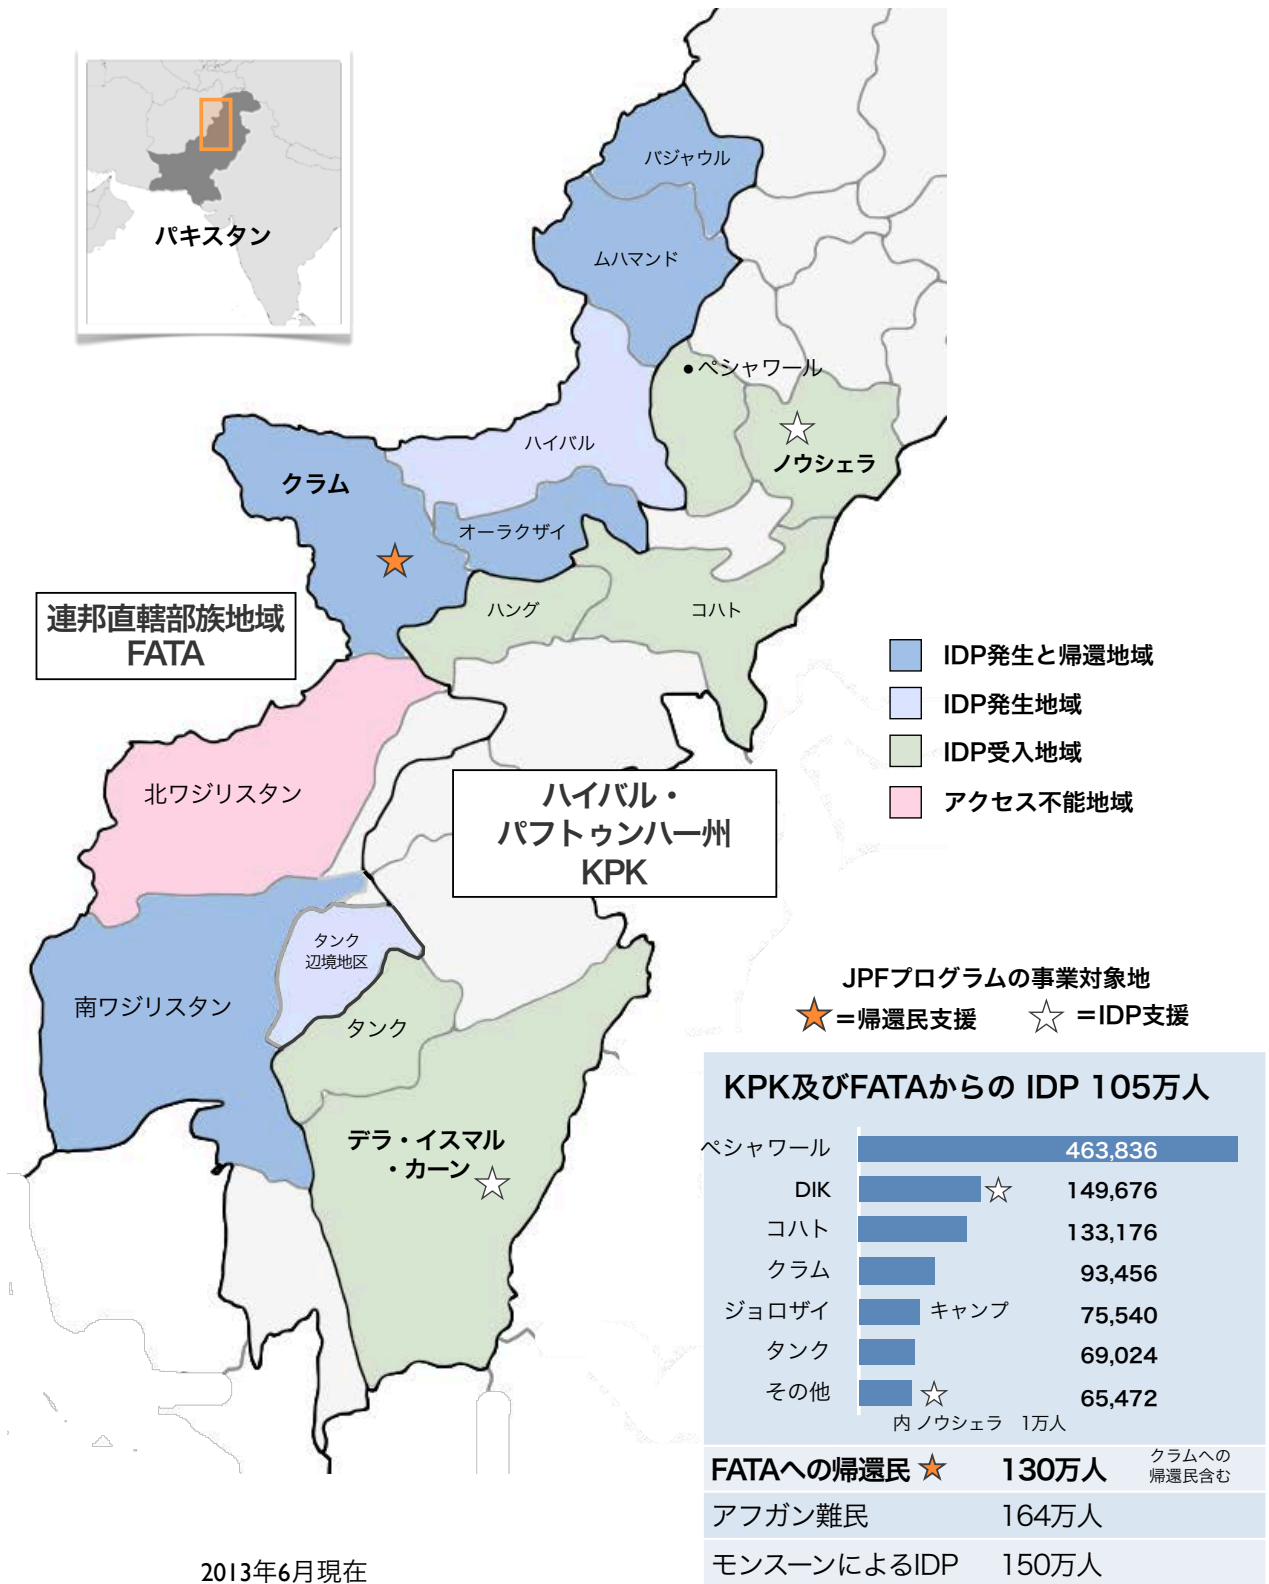 パキスタン
バジャウル
ムハマンド
ペシャワール
ハイバル
ノウシェラ
クラム
オーラクザイ
ハング
コハト
連邦直轄部族地域
FATA
IDP発生と帰還地域
IDP発生地域
IDP受入地域
アクセス不能地域
北ワジリスタン
ハイバル・
パフトゥンハー州
KPK
タンク
辺境地区
南ワジリスタン
タンク
デラ・イスマル
・カーン
JPFプログラムの事業対象地
=帰還民支援
=IDP支援
KPK及びFATAからの IDP 105万人
ペシャワール 463,836
DIK 149,676
コハト 133,176
クラム 93,456
ジョロザイ キャンプ 75,540
タンク 69,024
その他 65,472
内 ノウシェラ 1万人
FATAへの帰還民 130万人 クラムへの
帰還民含む
アフガン難民 164万人
モンスーンによるIDP 150万人
2013年6月現在